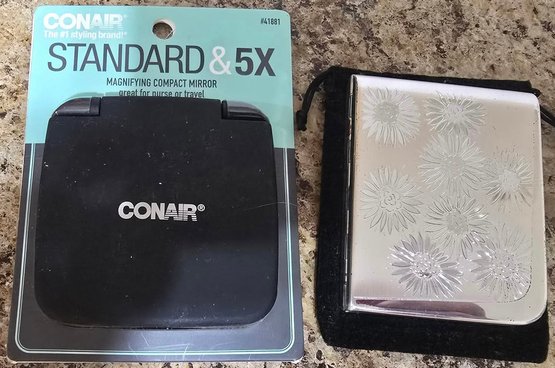 CONAIR
The #1 styling brand!®
#41881
STANDARD & 5X
MAGNIFYING COMPACT MIRROR
great for purse or travel
CONAIR®